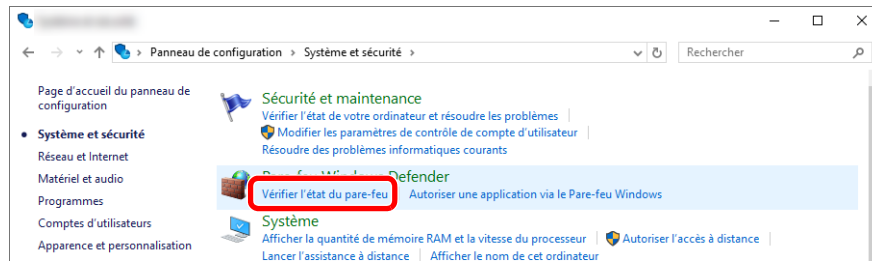 Panneau de configuration > Système et sécurité >
Rechercher
Page d'accueil du panneau de
configuration
Système et sécurité
Réseau et Internet
Matériel et audio
Programmes
Comptes d'utilisateurs
Apparence et personnalisation
Sécurité et maintenance
Vérifier l'état de votre ordinateur et résoudre les problèmes
Modifier les paramètres de contrôle de compte d'utilisateur
Résoudre des problèmes informatiques courants
Pare-feu Windows Defender
Vérifier l'état du pare-feu Autoriser une application via le Pare-feu Windows
Système
Afficher la quantité de mémoire RAM et la vitesse du processeur Autoriser l'accès à distance
Lancer l'assistance à distance Afficher le nom de cet ordinateur